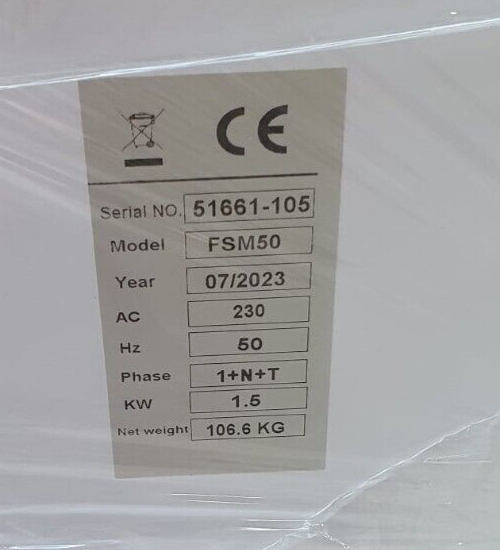 CE
Serial NO. 51661-105
Model FSM50
Year 07/2023
AC 230
Hz 50
Phase 1+N+T
KW 1.5
Net weight 106.6 KG